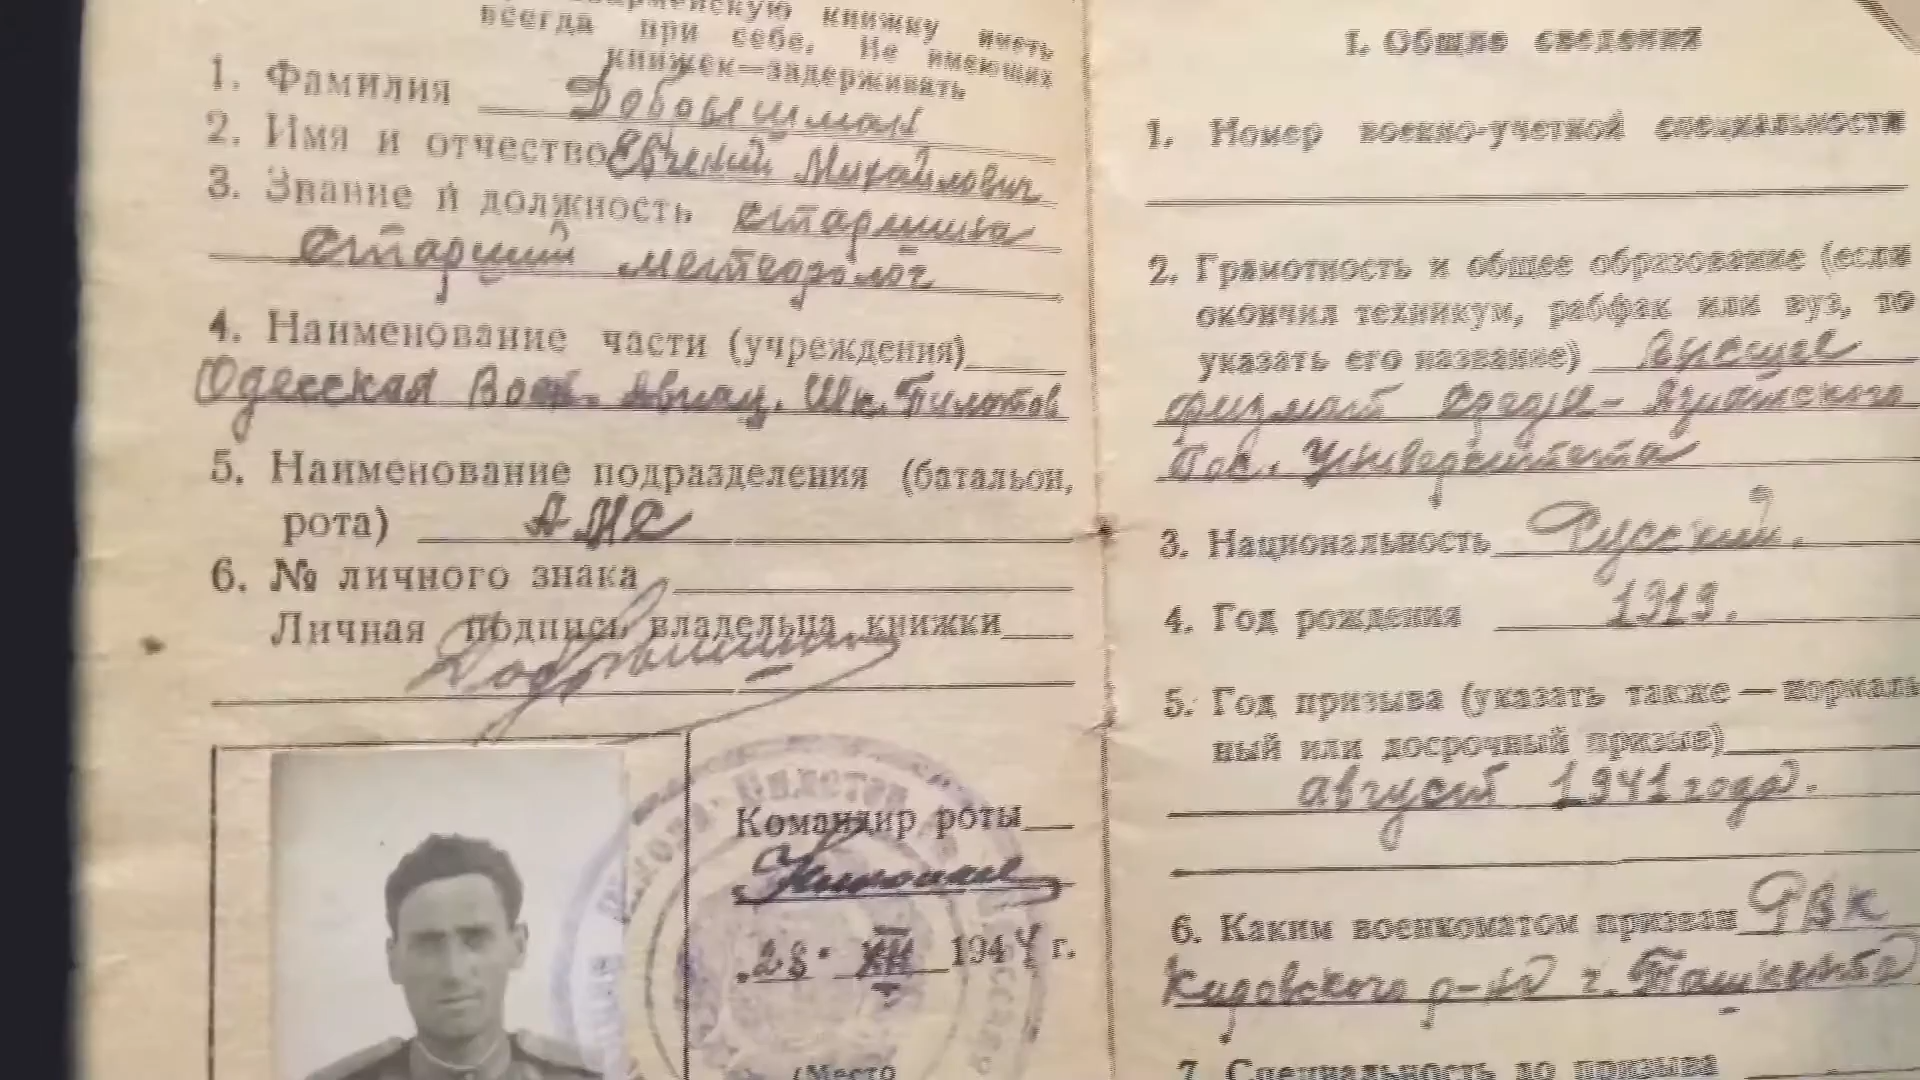 книжку иметь
всегда при себе. Не имеющих
книжек—задерживать
1. Фамилия
2. Имя и отчество Евгений Михайлович
3. Звание и должность старшина
Старший метеоролог
4. Наименование части (учреждения)
Одесская Воен. Авиац. Шк. Пилотов
5. Наименование подразделения (батальон,
рота) АМС
6. № личного знака
Личная подпись владельца книжки
Командир роты
28. XII 1944 г.
(Место
I. Общие сведения
1. Номер военно-учетной специальности
2. Грамотность и общее образование (если
окончил техникум, рабфак или вуз, то
указать его название) Высшее
физмат Средне-Азиатского
Гос. Университета
3. Национальность Русский.
4. Год рождения 1919.
5. Год призыва (указать также — нормаль
ный или досрочный призыв)
август 1941 года.
6. Каким военкоматом призван РВК
р-на г. Ташкента
7. Специальность до призыва